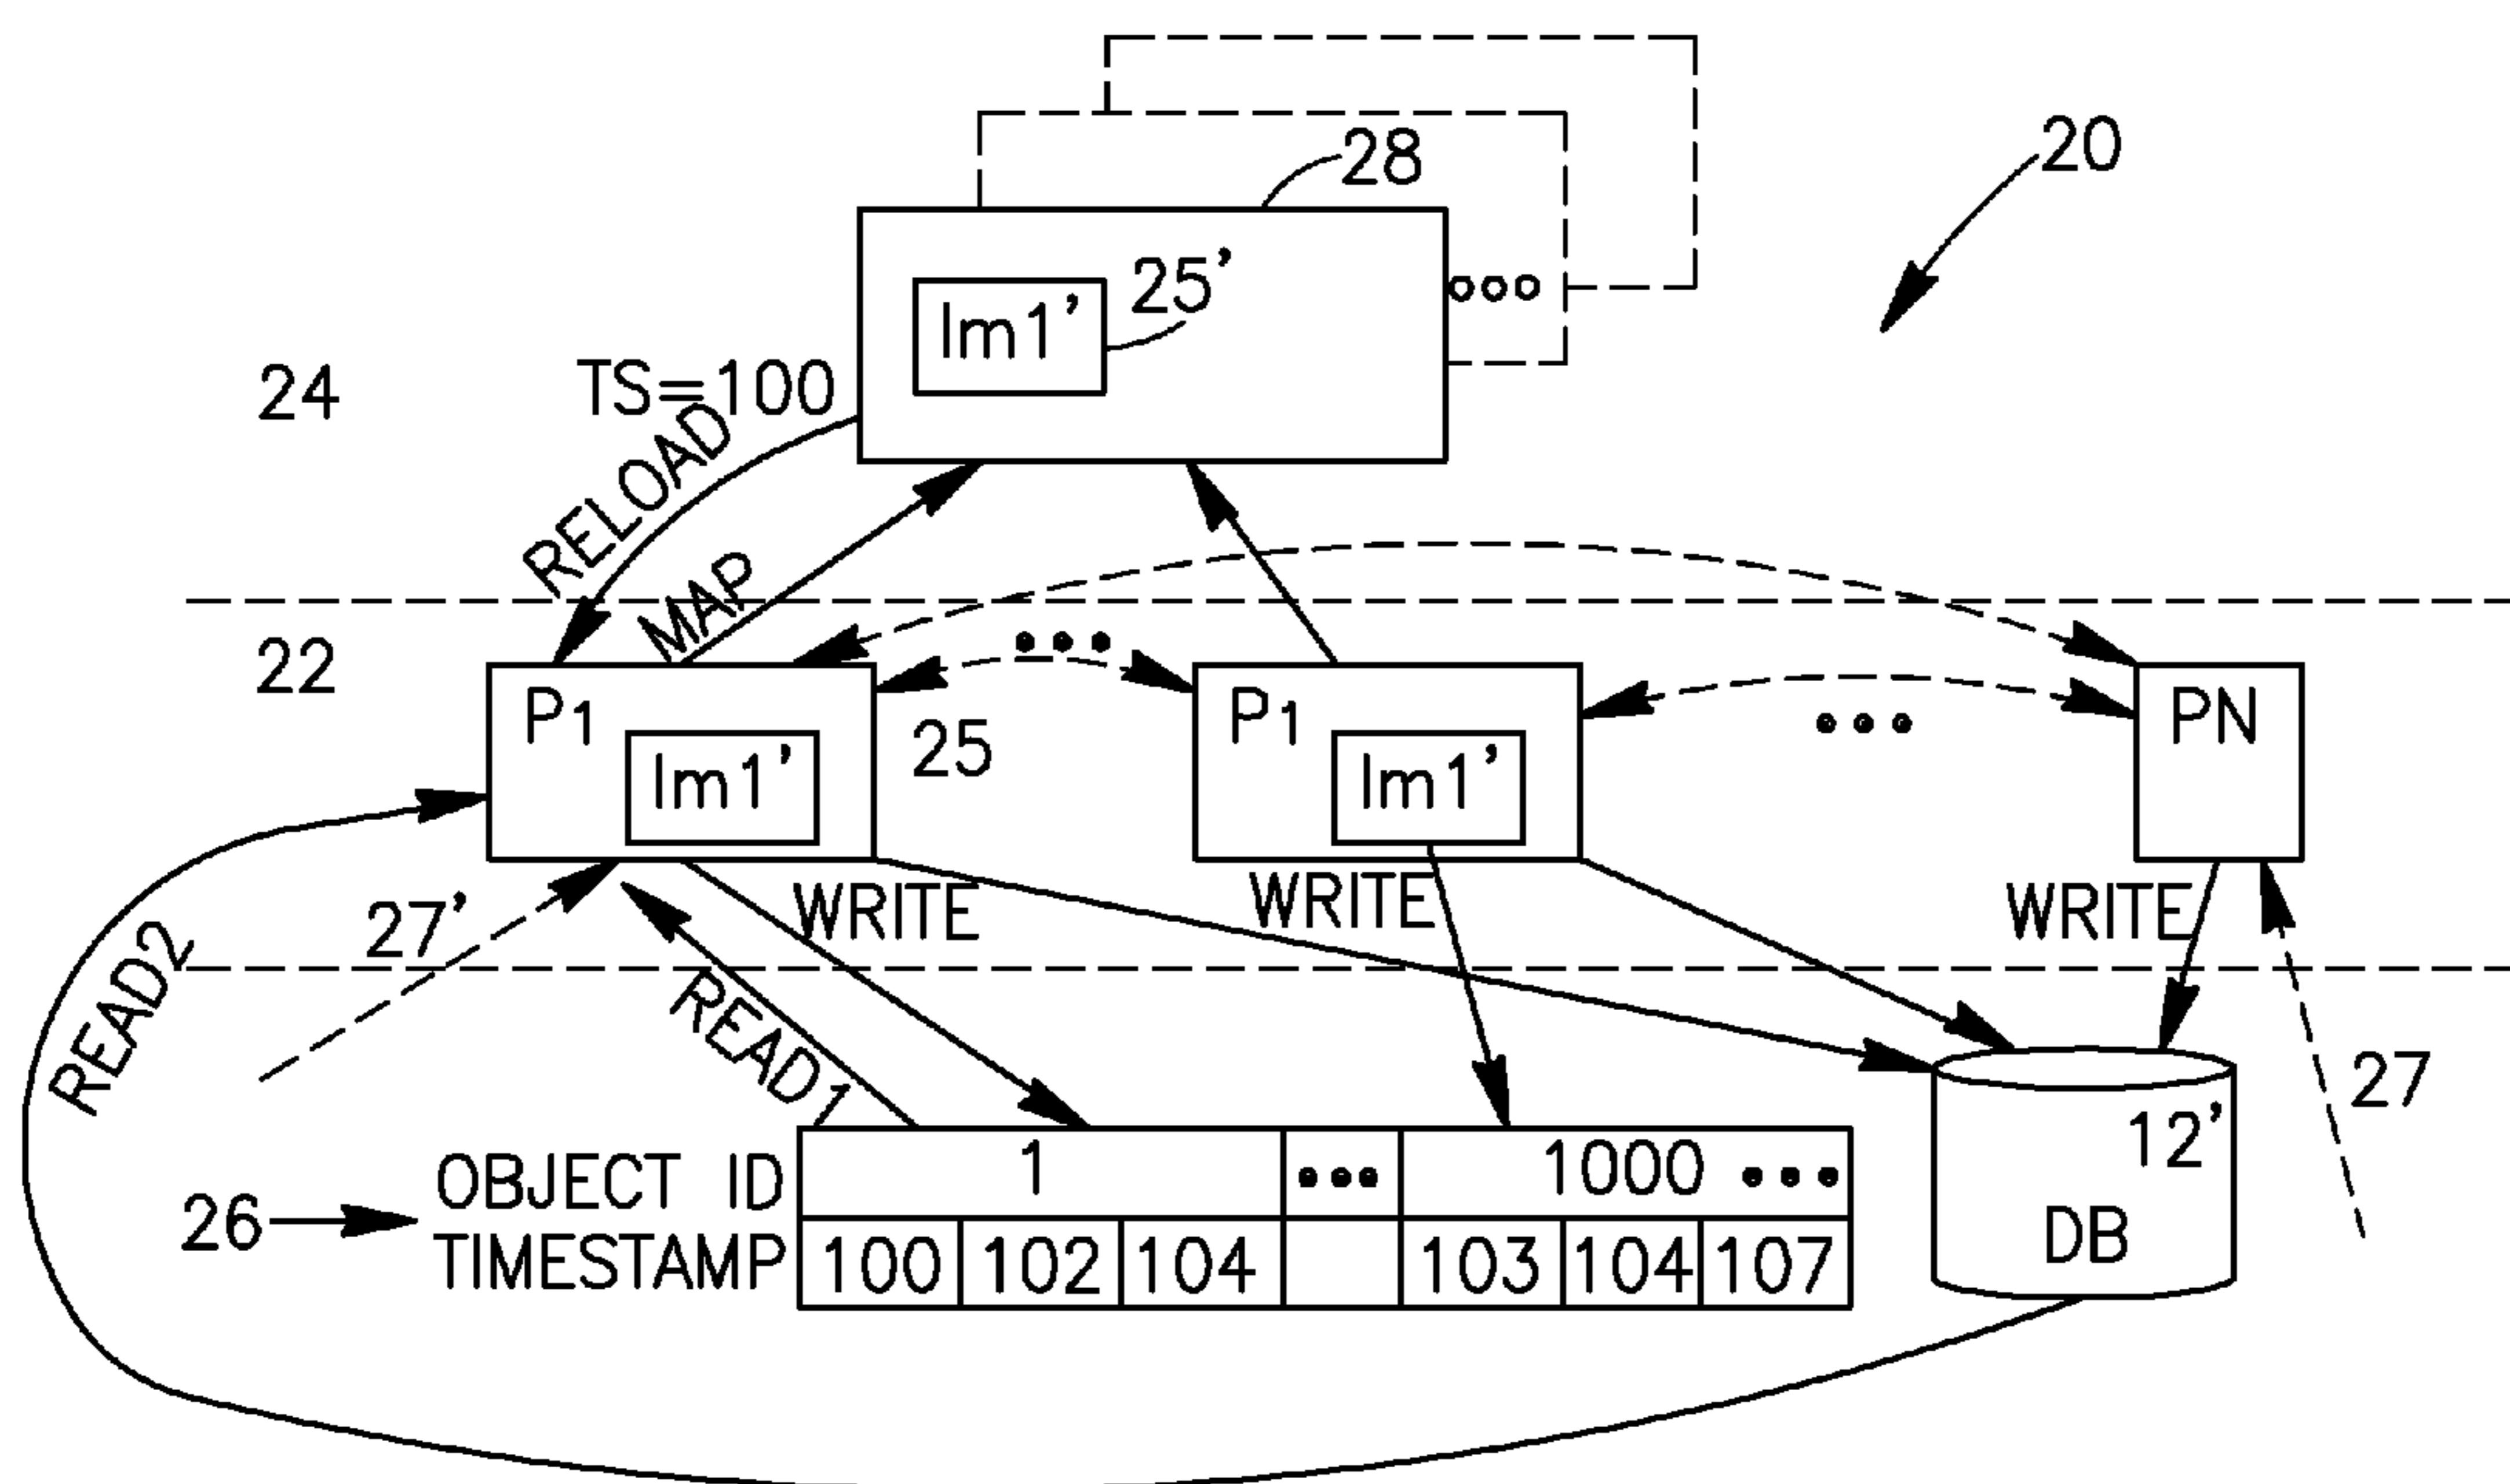 28
20
Im1' 25'
24
TS=100
RELOAD
MAP
22
P1
Im1'
25
P1
Im1'
PN
27'
WRITE
WRITE
WRITE
READ2
READ1
27
12'
DB
26
OBJECT ID 1 ••• 1000 •••
TIMESTAMP 100 102 104 103 104 107